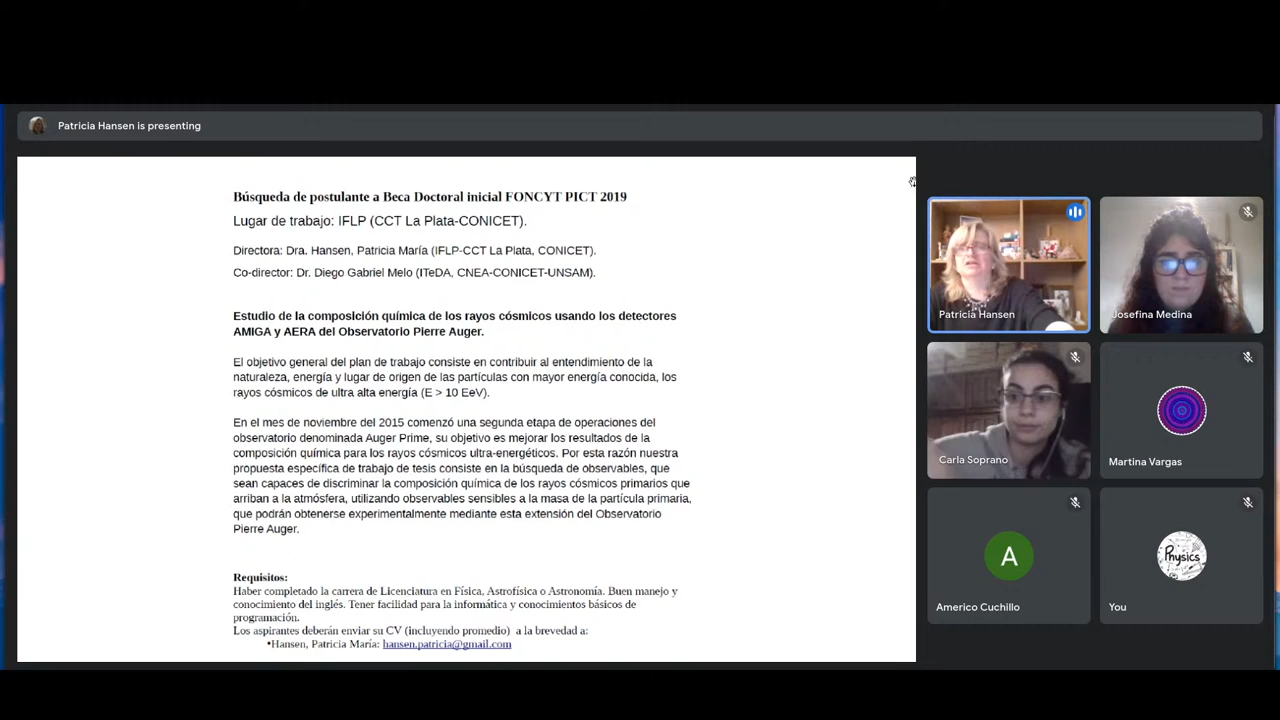 Patricia Hansen is presenting
Búsqueda de postulante a Beca Doctoral inicial FONCYT PICT 2019
Lugar de trabajo: IFLP (CCT La Plata-CONICET).
Directora: Dra. Hansen, Patricia María (IFLP-CCT La Plata, CONICET).
Co-director: Dr. Diego Gabriel Melo (ITeDA, CNEA-CONICET-UNSAM).
Estudio de la composición química de los rayos cósmicos usando los detectores
AMIGA y AERA del Observatorio Pierre Auger.
El objetivo general del plan de trabajo consiste en contribuir al entendimiento de la
naturaleza, energía y lugar de origen de las partículas con mayor energía conocida, los
rayos cósmicos de ultra alta energía (E > 10 EeV).
En el mes de noviembre del 2015 comenzó una segunda etapa de operaciones del
observatorio denominada Auger Prime, su objetivo es mejorar los resultados de la
composición química para los rayos cósmicos ultra-energéticos. Por esta razón nuestra
propuesta específica de trabajo de tesis consiste en la búsqueda de observables, que
sean capaces de discriminar la composición química de los rayos cósmicos primarios que
arriban a la atmósfera, utilizando observables sensibles a la masa de la partícula primaria,
que podrán obtenerse experimentalmente mediante esta extensión del Observatorio
Pierre Auger.
Requisitos:
Haber completado la carrera de Licenciatura en Física, Astrofísica o Astronomía. Buen manejo y
conocimiento del inglés. Tener facilidad para la informática y conocimientos básicos de
programación.
Los aspirantes deberán enviar su CV (incluyendo promedio) a la brevedad a:
•Hansen, Patricia María: hansen.patricia@gmail.com
Patricia Hansen
Josefina Medina
Carla Soprano
Martina Vargas
A
Americo Cuchillo
Physics
You